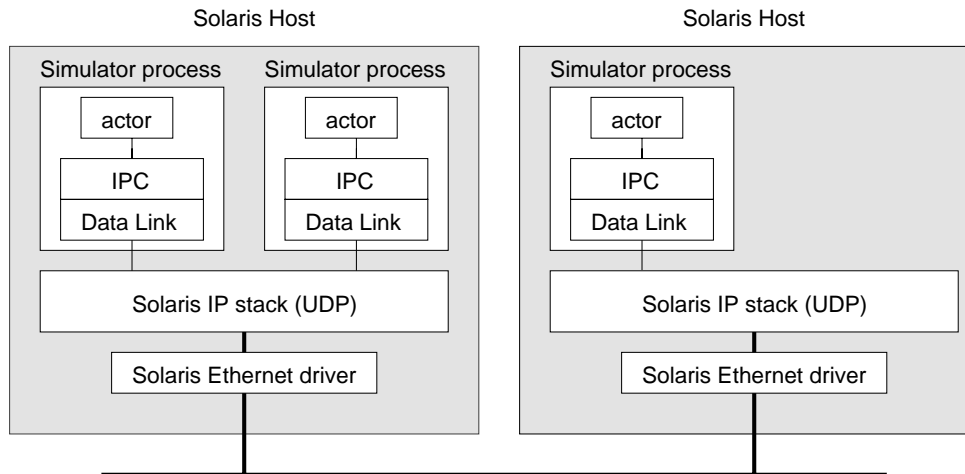 Solaris Host
Simulator process
actor
IPC
Data Link
Simulator process
actor
IPC
Data Link
Solaris IP stack (UDP)
Solaris Ethernet driver
Solaris Host
Simulator process
actor
IPC
Data Link
Solaris IP stack (UDP)
Solaris Ethernet driver